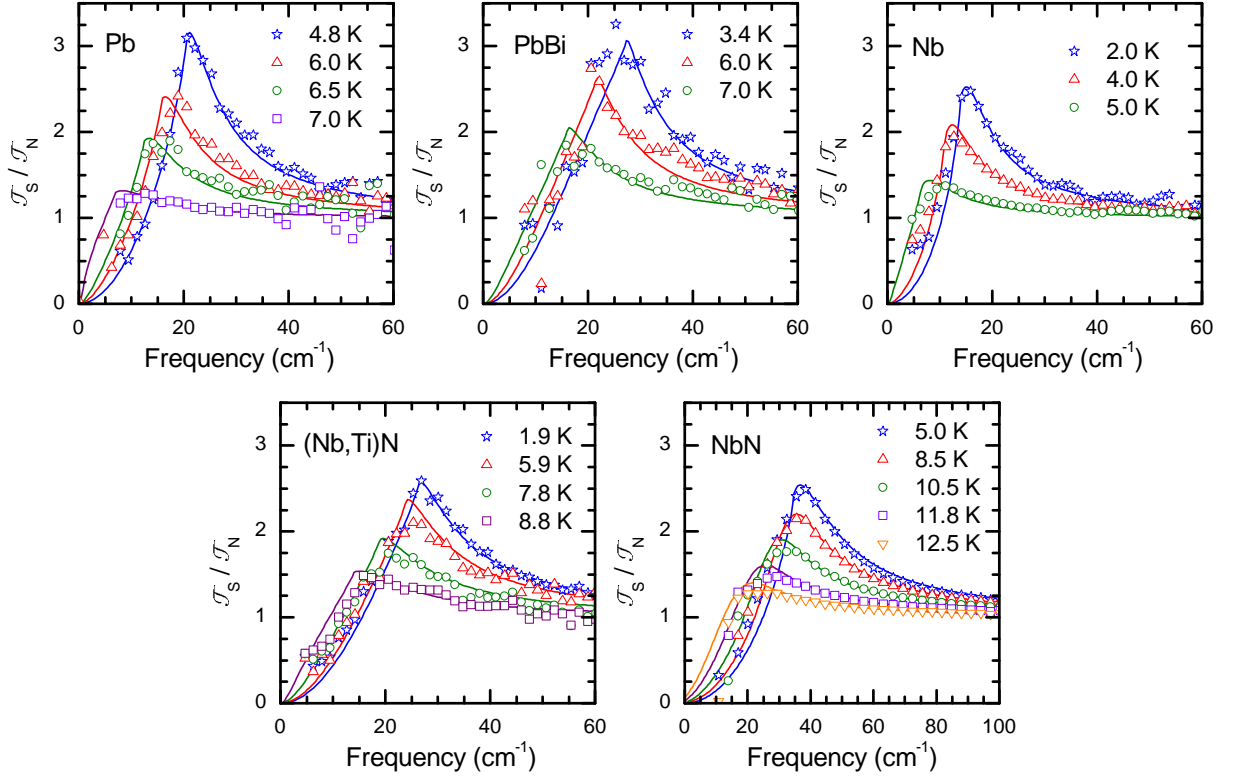 Pb
4.8 K
6.0 K
6.5 K
7.0 K
3
2
1
0
0 20 40 60
𝒯S / 𝒯N
Frequency (cm-1)
PbBi
3.4 K
6.0 K
7.0 K
3
2
1
0
0 20 40 60
𝒯S / 𝒯N
Frequency (cm-1)
Nb
2.0 K
4.0 K
5.0 K
3
2
1
0
0 20 40 60
𝒯S / 𝒯N
Frequency (cm-1)
(Nb,Ti)N
1.9 K
5.9 K
7.8 K
8.8 K
3
2
1
0
0 20 40 60
𝒯S / 𝒯N
Frequency (cm-1)
NbN
5.0 K
8.5 K
10.5 K
11.8 K
12.5 K
3
2
1
0
0 20 40 60 80 100
𝒯S / 𝒯N
Frequency (cm-1)